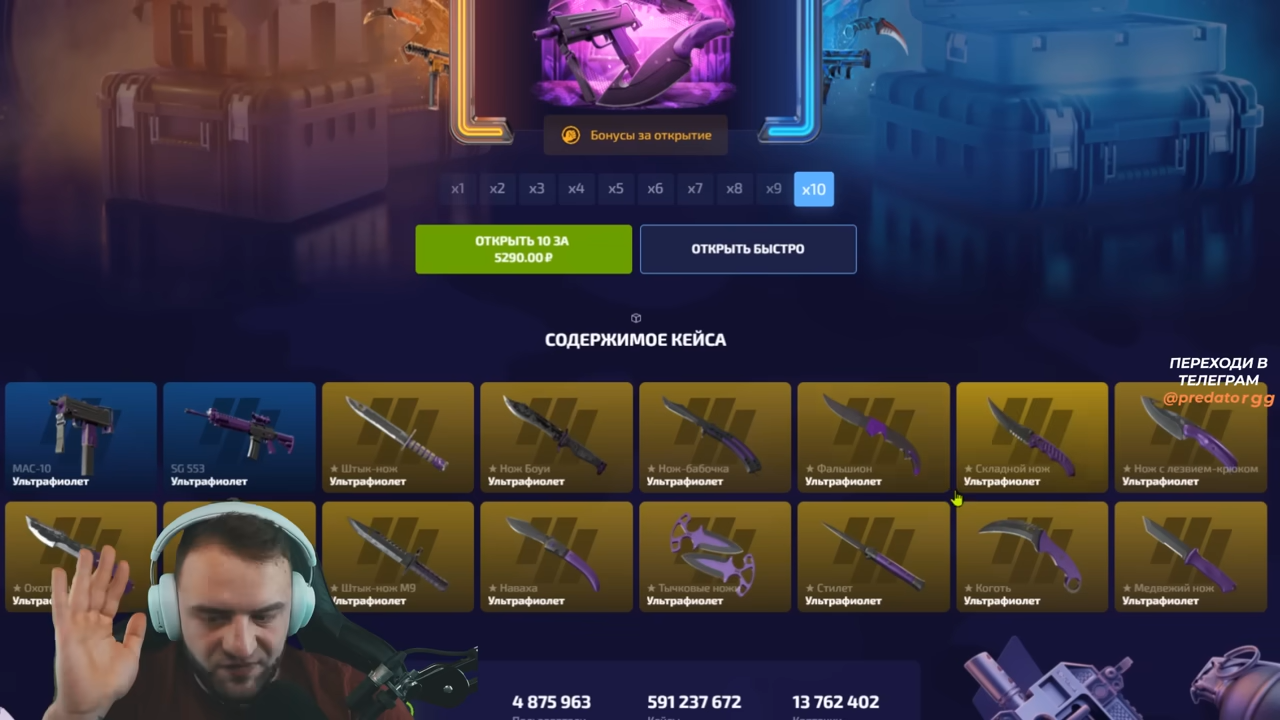 Бонусы за открытие
x1 x2 x3 x4 x5 x6 x7 x8 x9 x10
ОТКРЫТЬ 10 ЗА
5290.00 ₽
ОТКРЫТЬ БЫСТРО
СОДЕРЖИМОЕ КЕЙСА
ПЕРЕХОДИ В
ТЕЛЕГРАМ
@predatorgg
MAC-10
Ультрафиолет
SG 553
Ультрафиолет
★ Штык-нож
Ультрафиолет
★ Нож Боуи
Ультрафиолет
★ Нож-бабочка
Ультрафиолет
★ Фальшион
Ультрафиолет
★ Складной нож
Ультрафиолет
★ Нож с лезвием-крюком
Ультрафиолет
★ Штык-нож M9
Ультрафиолет
★ Наваха
Ультрафиолет
★ Тычковые ножи
Ультрафиолет
★ Стилет
Ультрафиолет
★ Коготь
Ультрафиолет
★ Медвежий нож
Ультрафиолет
4 875 963
591 237 672
13 762 402